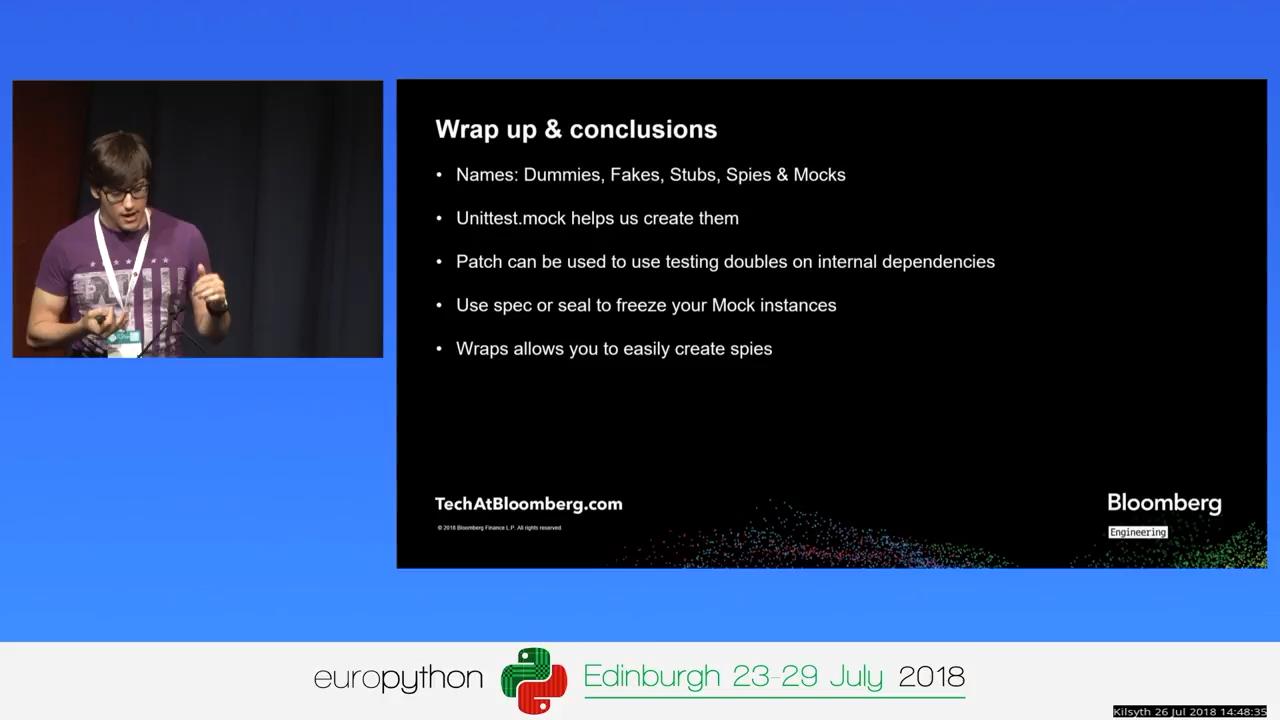 Wrap up & conclusions
• Names: Dummies, Fakes, Stubs, Spies & Mocks
• Unittest.mock helps us create them
• Patch can be used to use testing doubles on internal dependencies
• Use spec or seal to freeze your Mock instances
• Wraps allows you to easily create spies
TechAtBloomberg.com
© 2018 Bloomberg Finance L.P. All rights reserved.
Bloomberg
Engineering
europython Edinburgh 23-29 July 2018
Kilsyth 26 Jul 2018 14:48:35